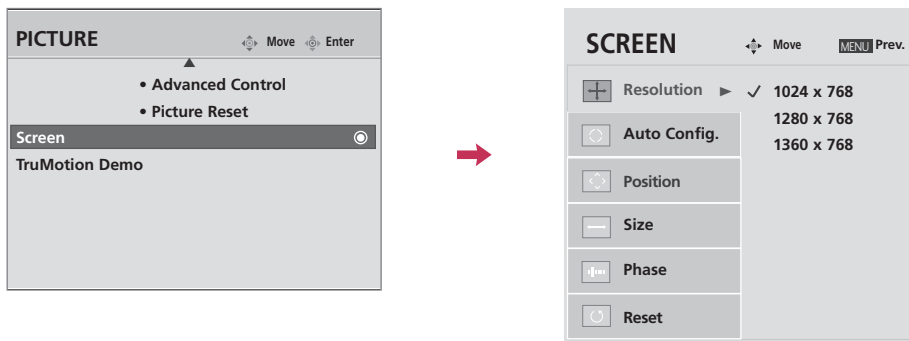 PICTURE
Move Enter
• Advanced Control
• Picture Reset
Screen
TruMotion Demo
SCREEN
Move MENU Prev.
Resolution
1024 x 768
1280 x 768
1360 x 768
Auto Config.
Position
Size
Phase
Reset